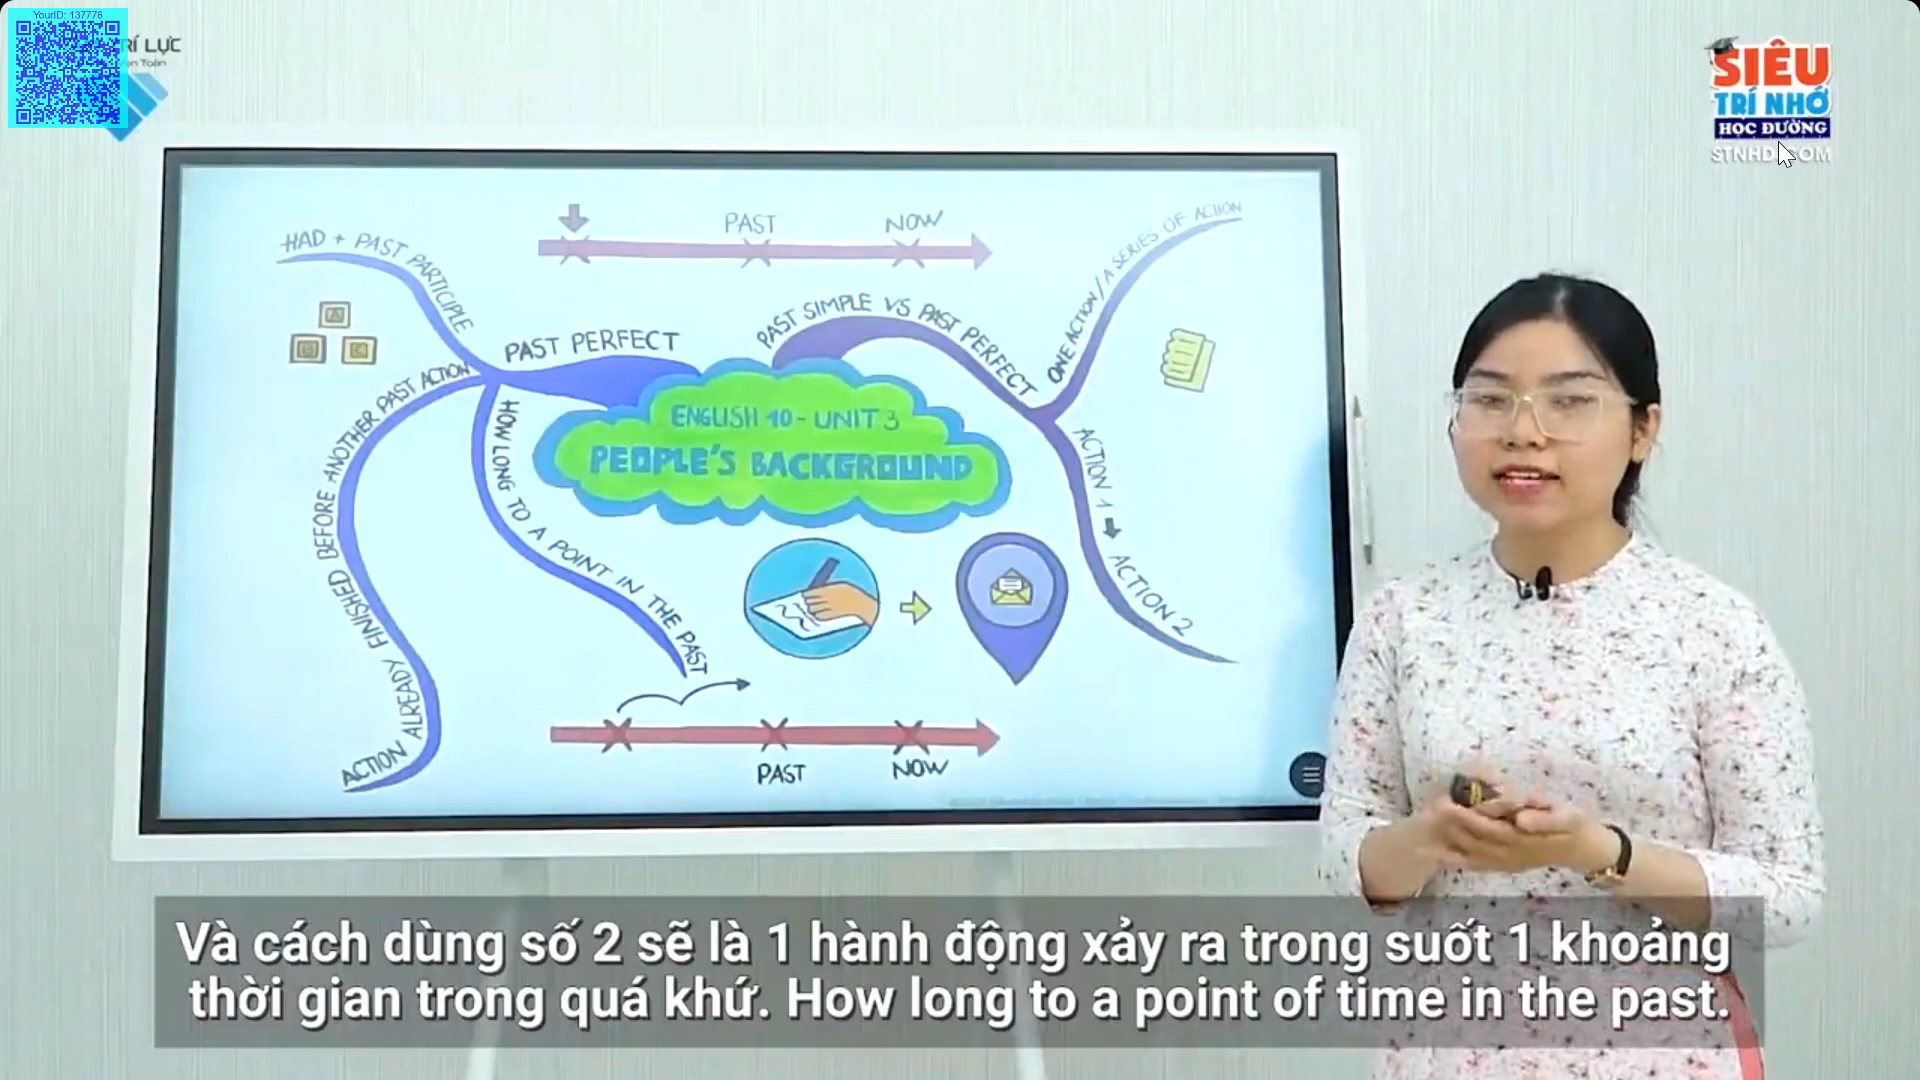 YourID: 137776
RÍ LỰC
SIÊU
TRÍ NHỚ
HỌC ĐƯỜNG
PAST
NOW
HAD + PAST PARTICIPLE
PAST PERFECT
ACTION ALREADY FINISHED BEFORE ANOTHER PAST ACTION
HOW LONG TO A POINT IN THE PAST
PAST SIMPLE VS PAST PERFECT
ONE ACTION/A SERIES OF ACTION
ACTION 1
ACTION 2
ENGLISH 10 - UNIT 3
PEOPLE'S BACKGROUND
PAST
NOW
Và cách dùng số 2 sẽ là 1 hành động xảy ra trong suốt 1 khoảng
thời gian trong quá khứ. How long to a point of time in the past.